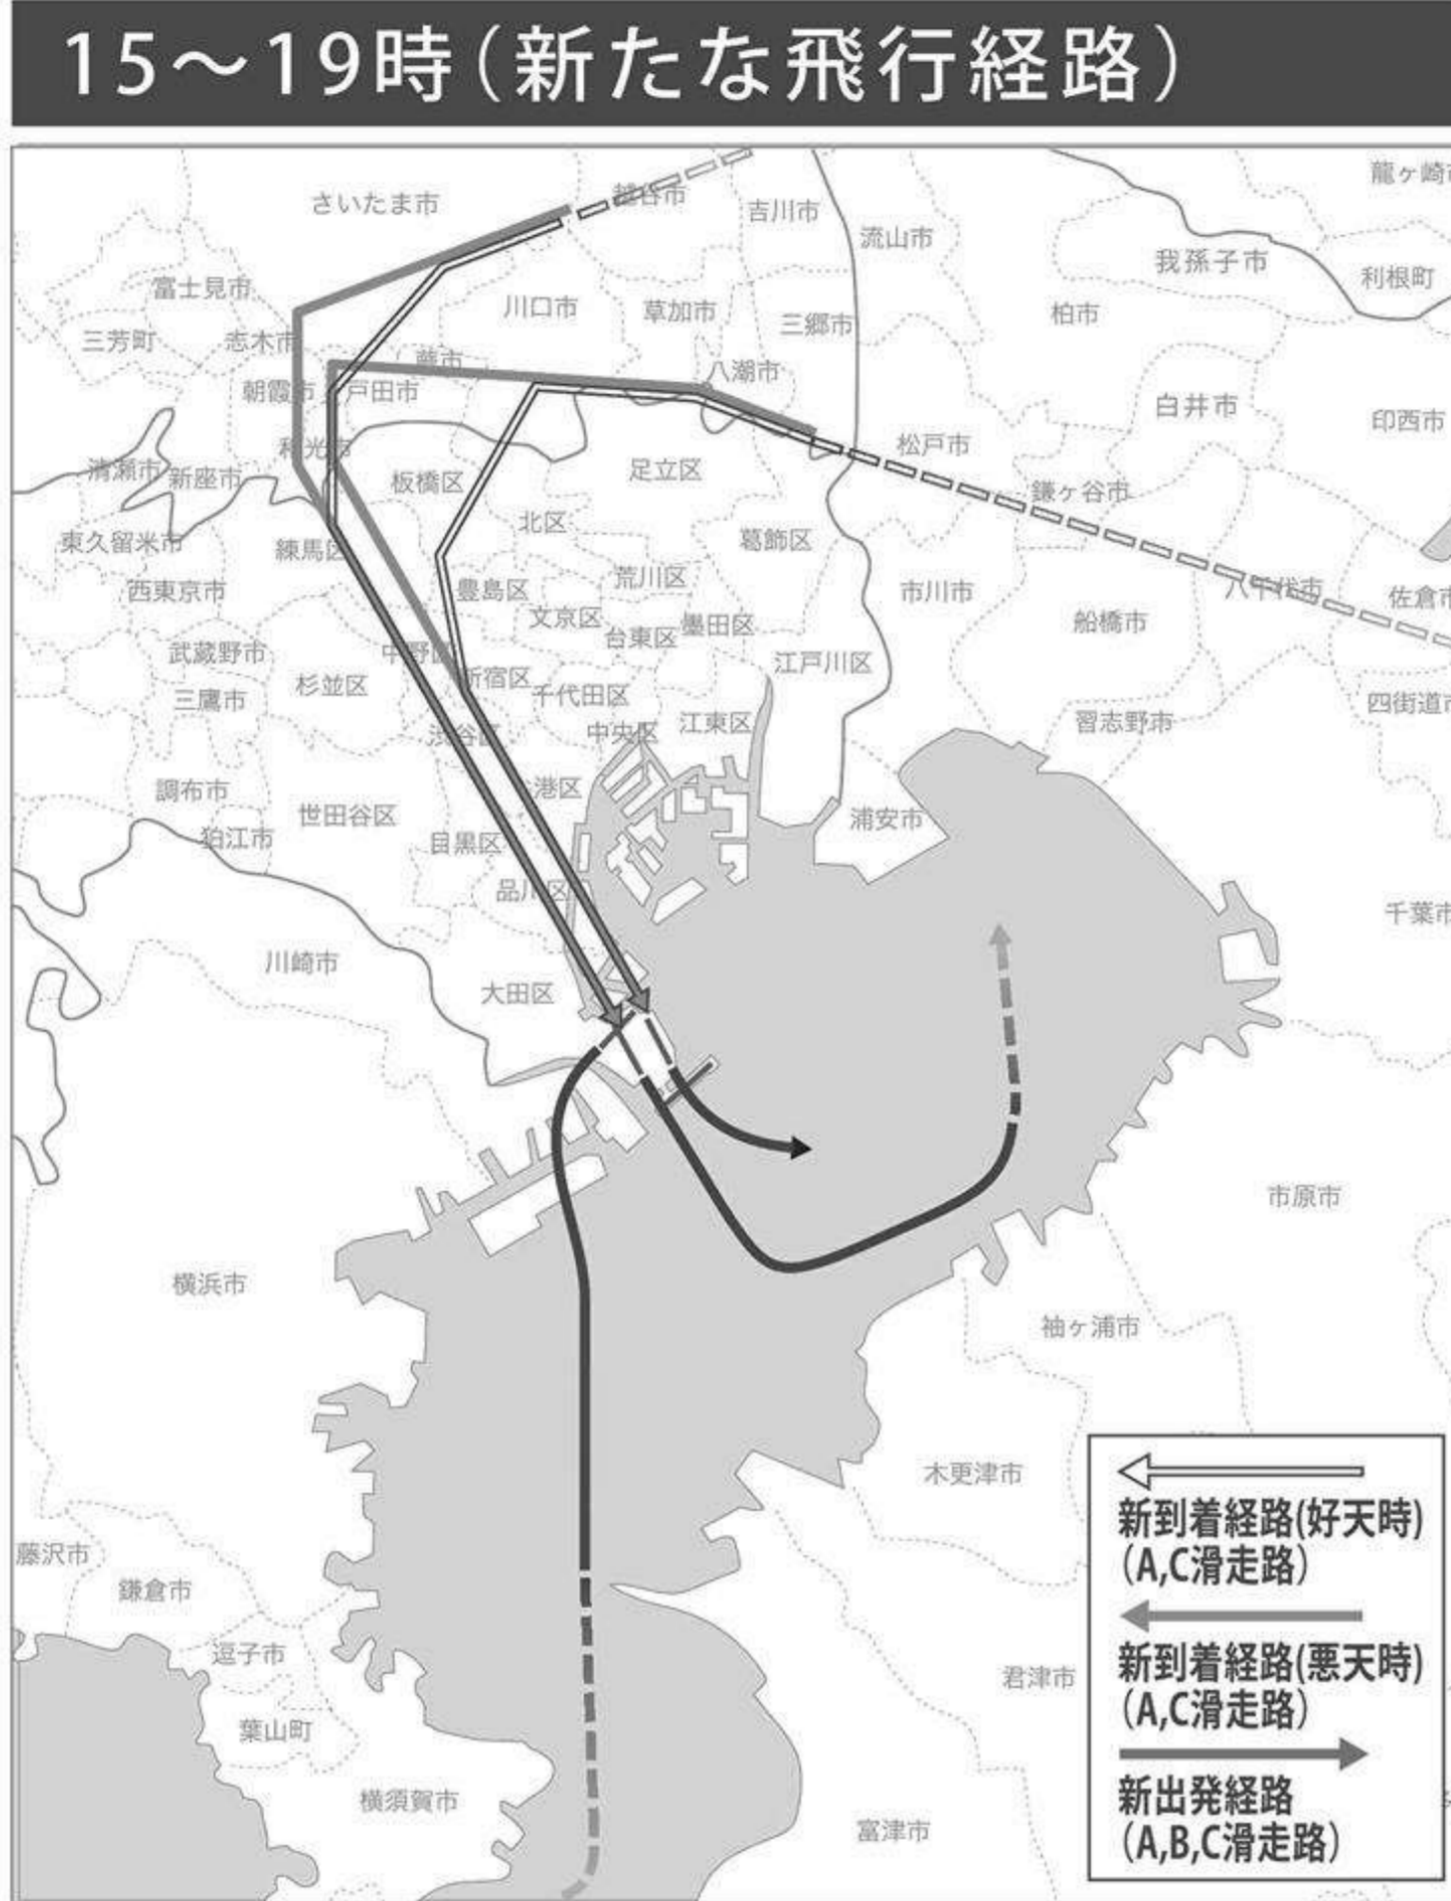 15〜19時（新たな飛行経路）
さいたま市
越谷市
吉川市
流山市
龍ヶ崎
我孫子市
利根町
富士見市
川口市
草加市
三郷市
柏市
三芳町
志木市
蕨市
八潮市
朝霞市
戸田市
白井市
印西市
和光市
松戸市
清瀬市
新座市
板橋区
足立区
鎌ヶ谷市
東久留米市
練馬区
北区
葛飾区
西東京市
豊島区
荒川区
市川市
八千代市
佐倉市
文京区
台東区
墨田区
船橋市
武蔵野市
中野区
江戸川区
三鷹市
杉並区
新宿区
千代田区
四街道市
渋谷区
中央区
江東区
習志野市
調布市
世田谷区
港区
狛江市
目黒区
浦安市
品川区
千葉市
川崎市
大田区
市原市
横浜市
袖ヶ浦市
木更津市
藤沢市
鎌倉市
逗子市
君津市
葉山町
横須賀市
富津市
新到着経路(好天時)
（A,C滑走路）
新到着経路(悪天時)
（A,C滑走路）
新出発経路
（A,B,C滑走路）